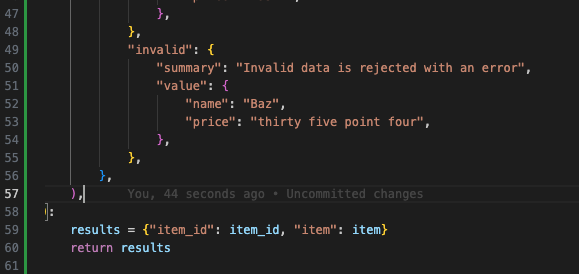 47 },
48 },
49 "invalid": {
50 "summary": "Invalid data is rejected with an error",
51 "value": {
52 "name": "Baz",
53 "price": "thirty five point four",
54 },
55 },
56 },
57 ), You, 44 seconds ago • Uncommitted changes
58 ):
59 results = {"item_id": item_id, "item": item}
60 return results
61